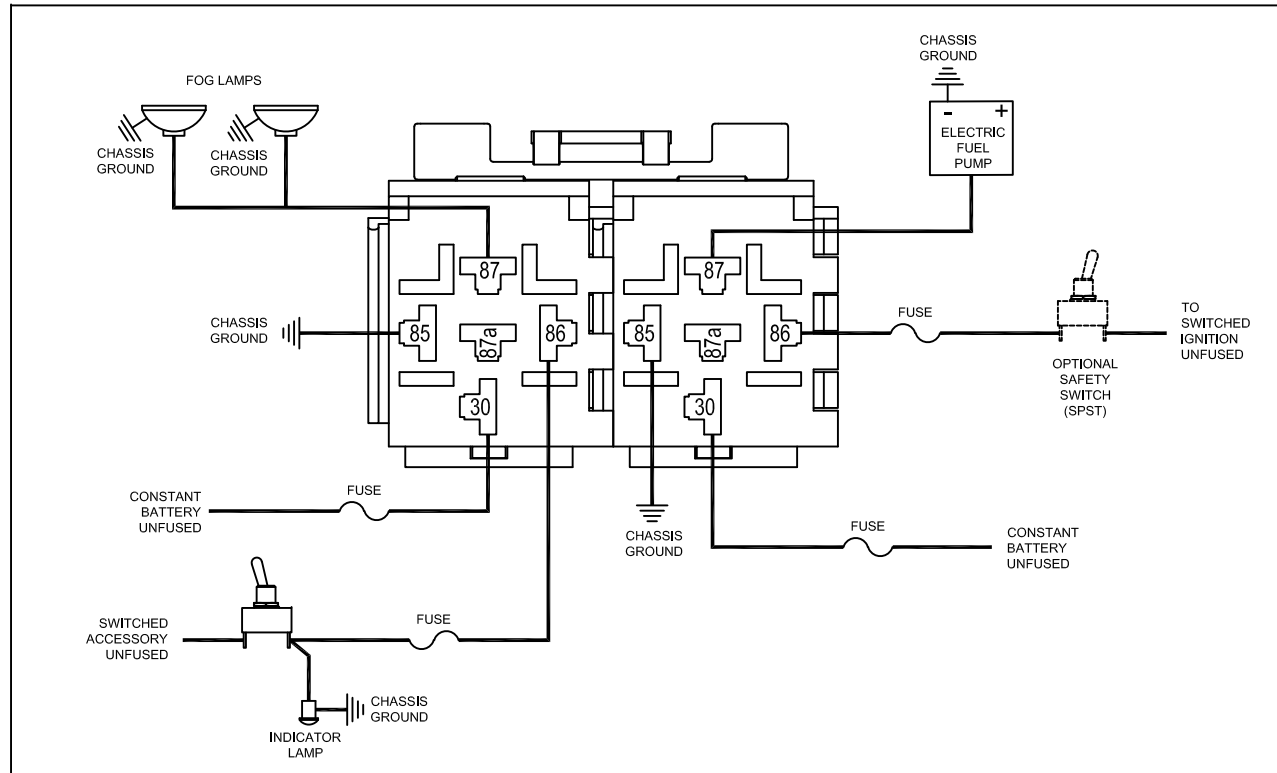 FOG LAMPS
CHASSIS
GROUND
CHASSIS
GROUND
CHASSIS
GROUND
- +
ELECTRIC
FUEL
PUMP
87
85
87a
86
30
87
85
87a
86
30
CHASSIS
GROUND
FUSE
TO
SWITCHED
IGNITION
UNFUSED
OPTIONAL
SAFETY
SWITCH
(SPST)
CONSTANT
BATTERY
UNFUSED
FUSE
CHASSIS
GROUND
FUSE
CONSTANT
BATTERY
UNFUSED
SWITCHED
ACCESSORY
UNFUSED
FUSE
CHASSIS
GROUND
INDICATOR
LAMP